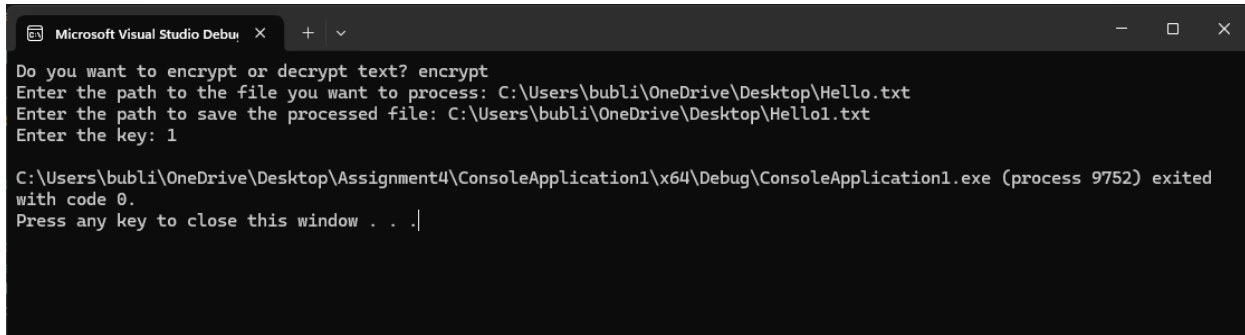 Microsoft Visual Studio Debu
Do you want to encrypt or decrypt text? encrypt
Enter the path to the file you want to process: C:\Users\bubli\OneDrive\Desktop\Hello.txt
Enter the path to save the processed file: C:\Users\bubli\OneDrive\Desktop\Hello1.txt
Enter the key: 1
C:\Users\bubli\OneDrive\Desktop\Assignment4\ConsoleApplication1\x64\Debug\ConsoleApplication1.exe (process 9752) exited
with code 0.
Press any key to close this window . . .